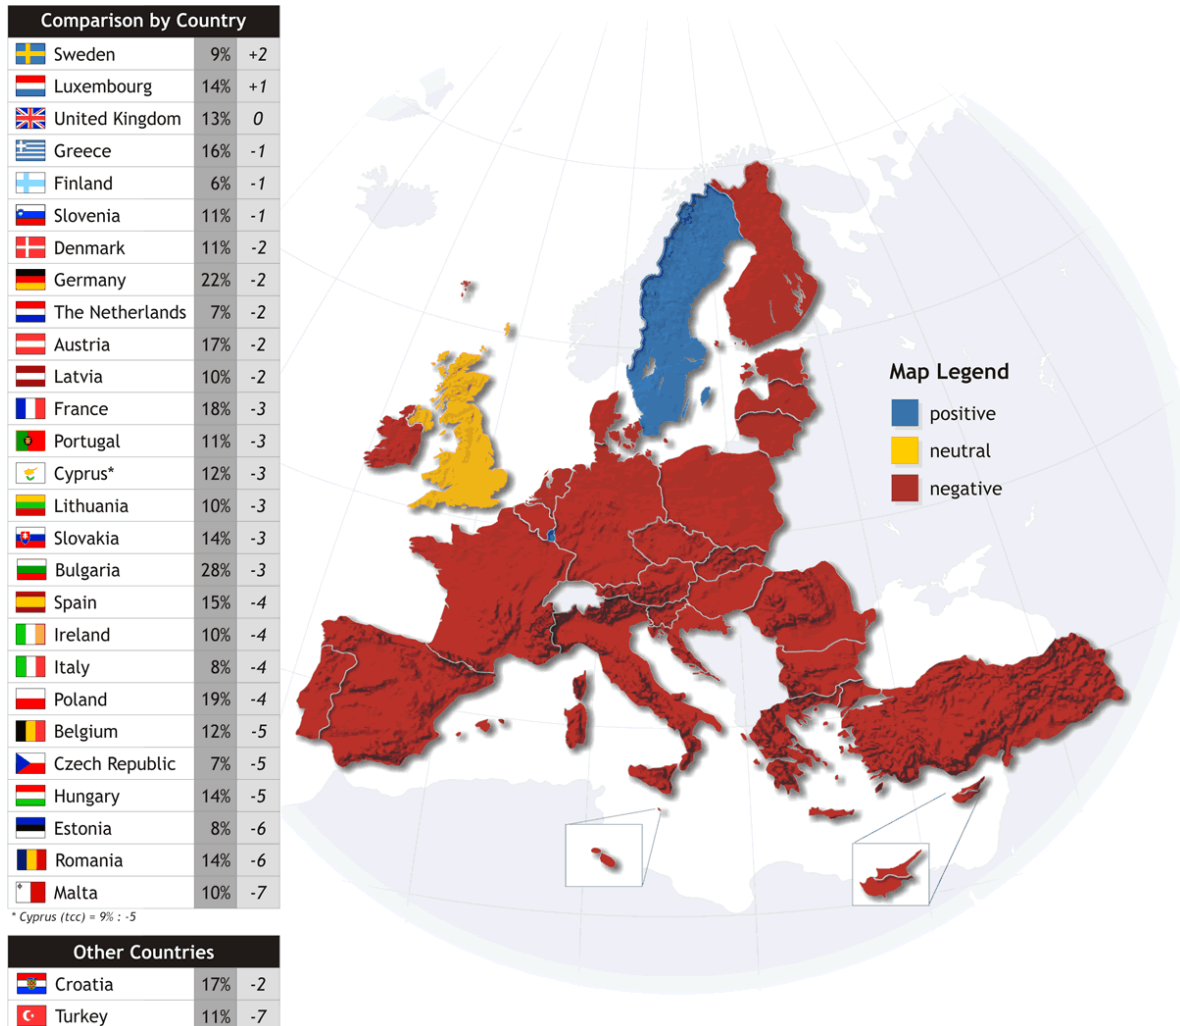 Comparison by Country
Sweden 9% +2
Luxembourg 14% +1
United Kingdom 13% 0
Greece 16% -1
Finland 6% -1
Slovenia 11% -1
Denmark 11% -2
Germany 22% -2
The Netherlands 7% -2
Austria 17% -2
Latvia 10% -2
France 18% -3
Portugal 11% -3
Cyprus* 12% -3
Lithuania 10% -3
Slovakia 14% -3
Bulgaria 28% -3
Spain 15% -4
Ireland 10% -4
Italy 8% -4
Poland 19% -4
Belgium 12% -5
Czech Republic 7% -5
Hungary 14% -5
Estonia 8% -6
Romania 14% -6
Malta 10% -7
* Cyprus (tcc) = 9% : -5
Other Countries
Croatia 17% -2
Turkey 11% -7
Map Legend
positive
neutral
negative